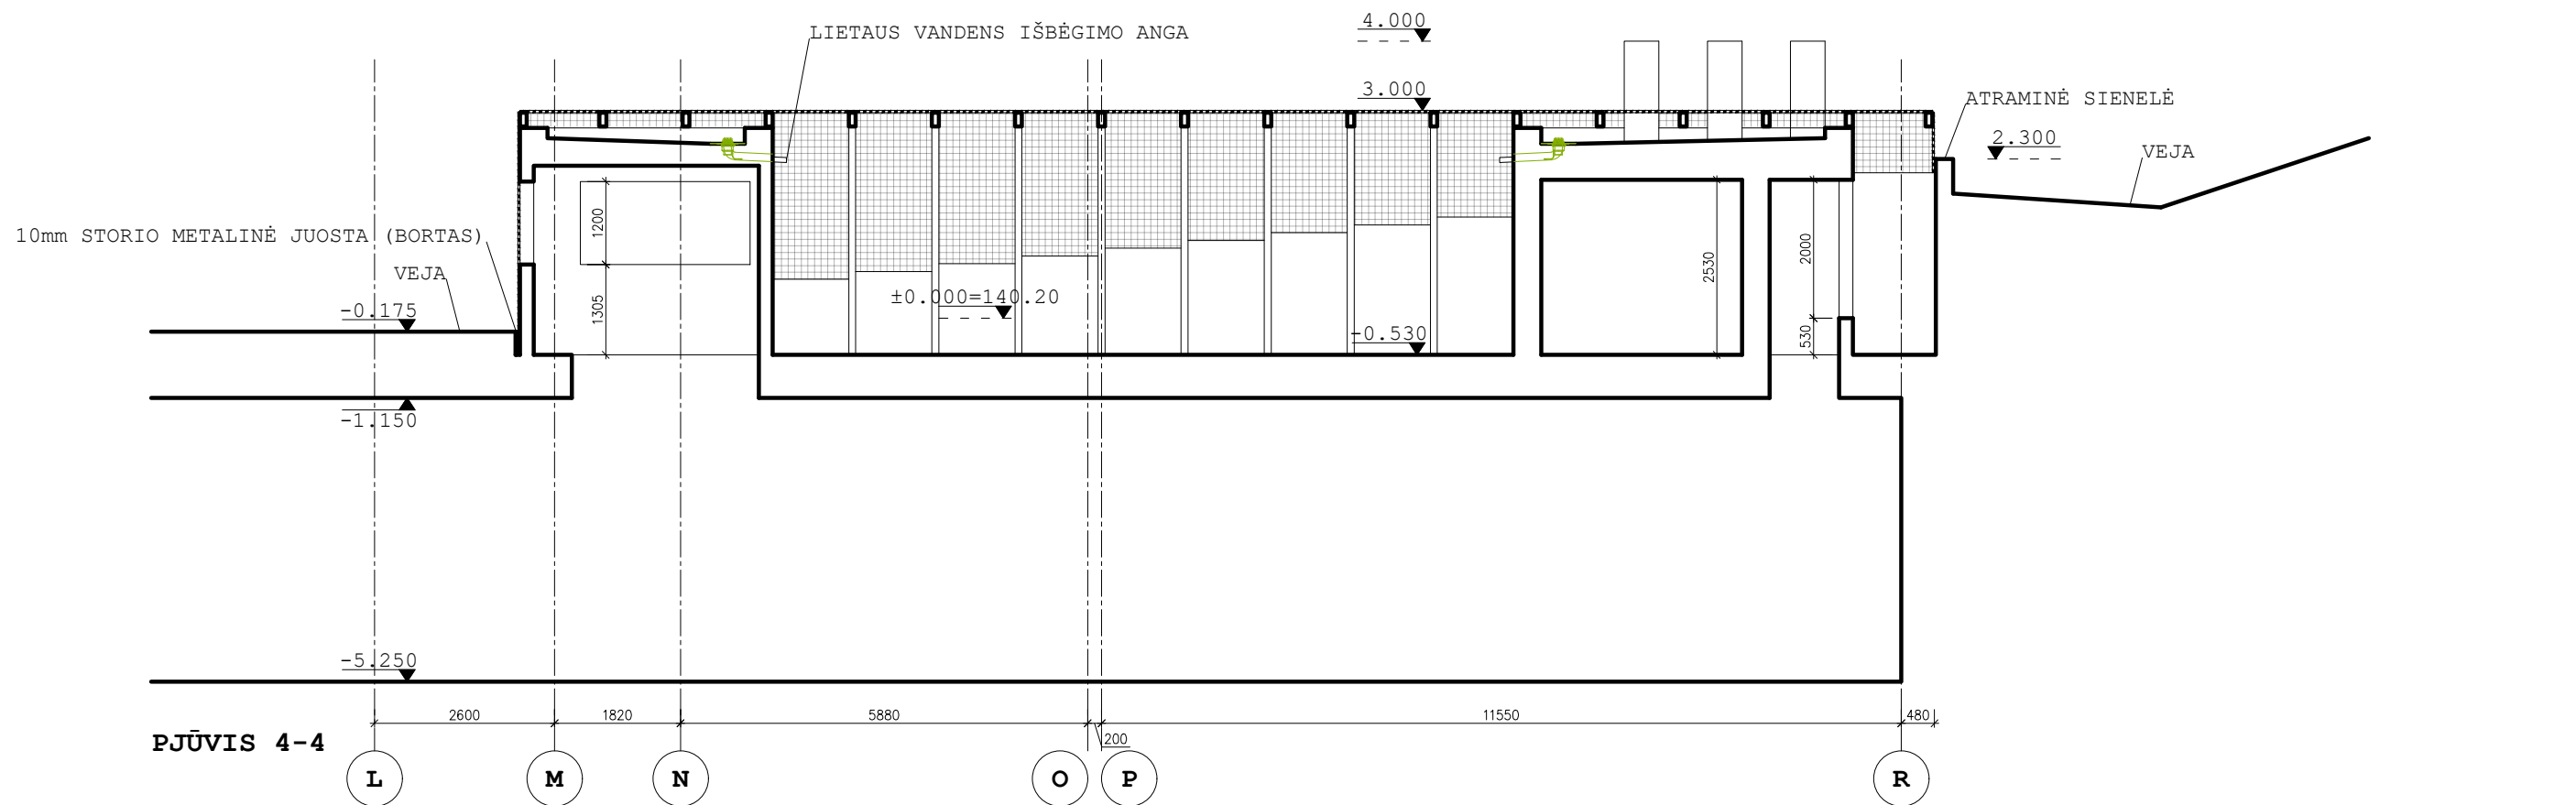 4.000
LIETAUS VANDENS IŠBĖGIMO ANGA
3.000
ATRAMINĖ SIENELĖ
2.300
VEJA
10mm STORIO METALINĖ JUOSTA (BORTAS)
VEJA
1200
2530
2000
1305
530
±0.000=140.20
-0.175
-0.530
-1.150
-5.250
2600
1820
5880
200
11550
480
PJŪVIS 4-4
L
M
N
O
P
R